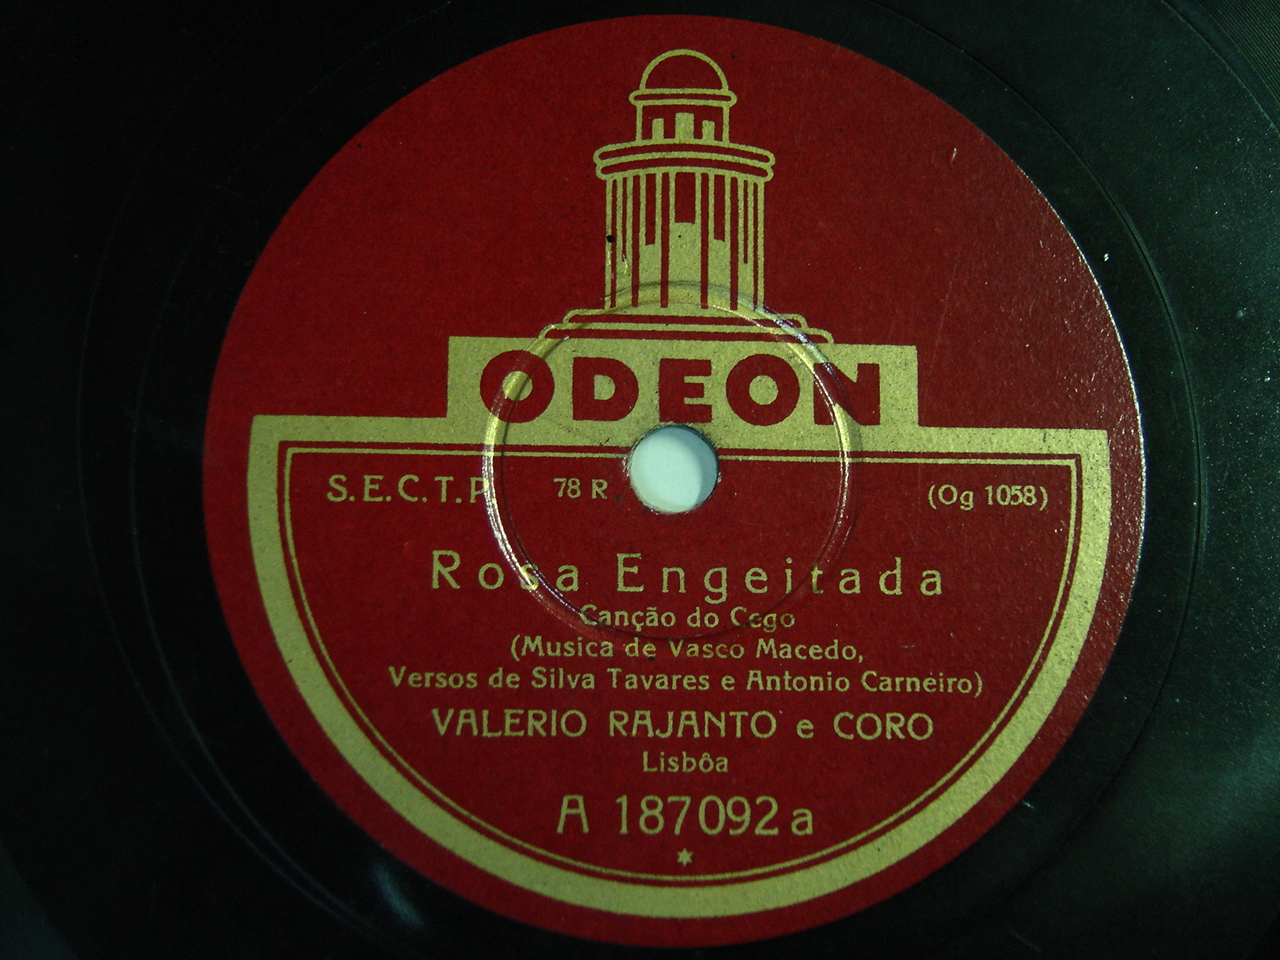 ODEON
S.E.C.T.P. 78 R. (Og 1058)
Rosa Engeitada
Canção do Cego
(Musica de Vasco Macedo,
Versos de Silva Tavares e Antonio Carneiro)
VALERIO RAJANTO e CORO
Lisbôa
A 187092 a